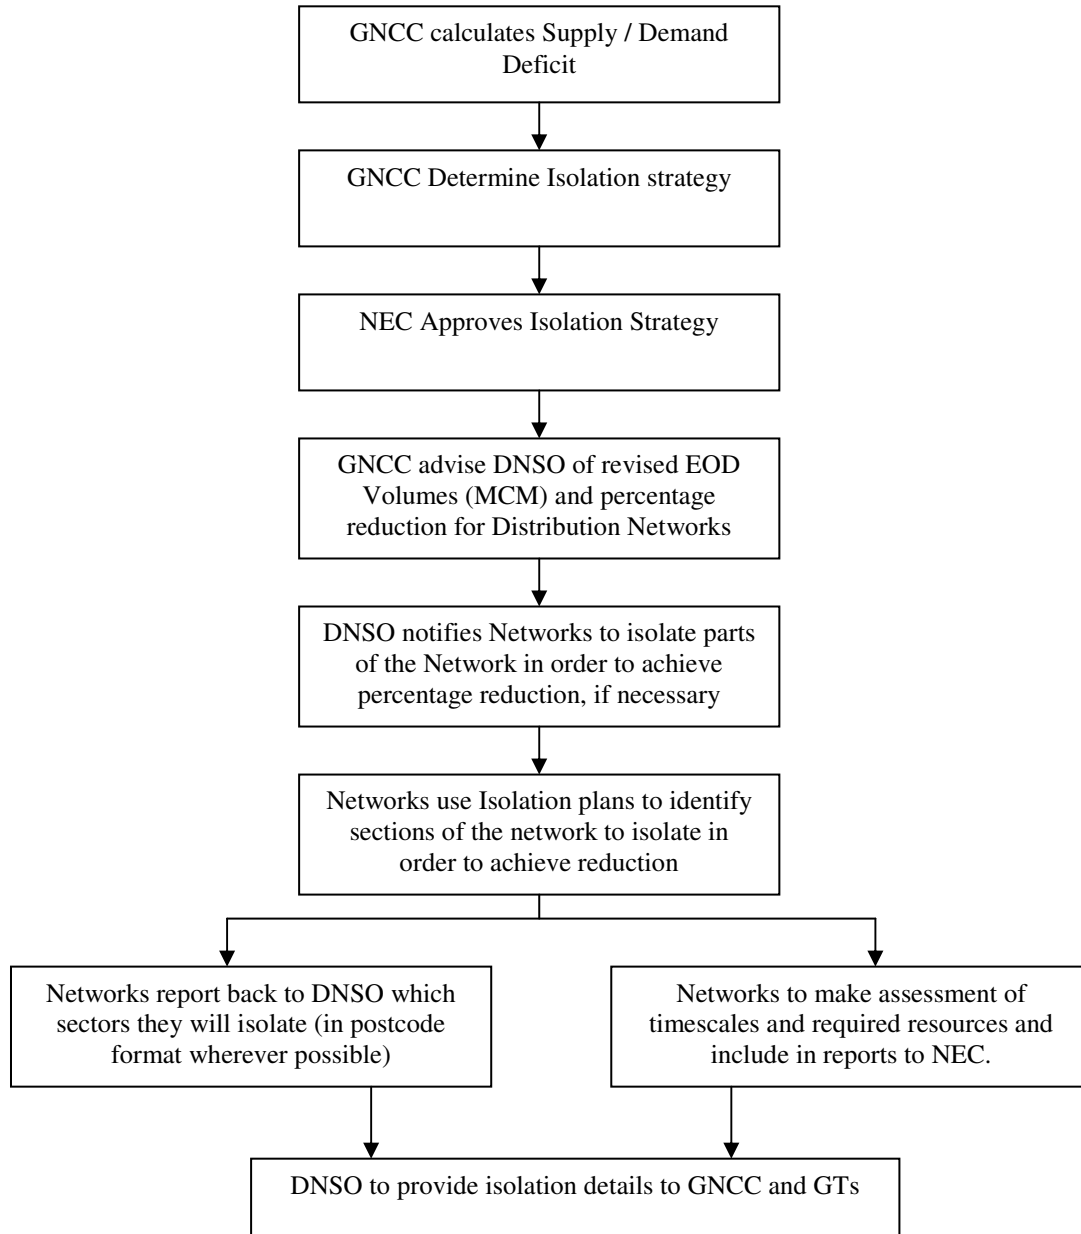 GNCC calculates Supply / Demand
Deficit
GNCC Determine Isolation strategy
NEC Approves Isolation Strategy
GNCC advise DNSO of revised EOD
Volumes (MCM) and percentage
reduction for Distribution Networks
DNSO notifies Networks to isolate parts
of the Network in order to achieve
percentage reduction, if necessary
Networks use Isolation plans to identify
sections of the network to isolate in
order to achieve reduction
Networks report back to DNSO which
sectors they will isolate (in postcode
format wherever possible)
Networks to make assessment of
timescales and required resources and
include in reports to NEC.
DNSO to provide isolation details to GNCC and GTs